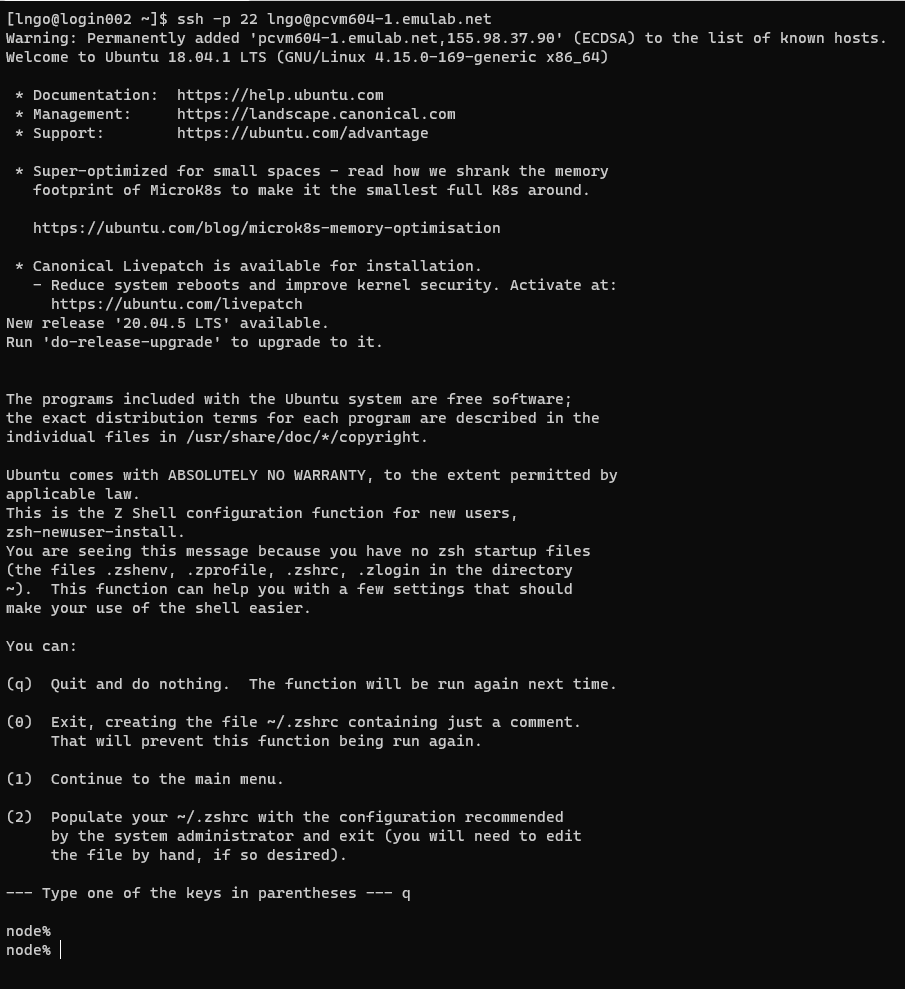 [lngo@login002 ~]$ ssh -p 22 lngo@pcvm604-1.emulab.net
Warning: Permanently added 'pcvm604-1.emulab.net,155.98.37.90' (ECDSA) to the list of known hosts.
Welcome to Ubuntu 18.04.1 LTS (GNU/Linux 4.15.0-169-generic x86_64)

 * Documentation:  https://help.ubuntu.com
 * Management:     https://landscape.canonical.com
 * Support:        https://ubuntu.com/advantage

 * Super-optimized for small spaces - read how we shrank the memory
   footprint of MicroK8s to make it the smallest full K8s around.

   https://ubuntu.com/blog/microk8s-memory-optimisation

 * Canonical Livepatch is available for installation.
   - Reduce system reboots and improve kernel security. Activate at:
     https://ubuntu.com/livepatch
New release '20.04.5 LTS' available.
Run 'do-release-upgrade' to upgrade to it.


The programs included with the Ubuntu system are free software;
the exact distribution terms for each program are described in the
individual files in /usr/share/doc/*/copyright.

Ubuntu comes with ABSOLUTELY NO WARRANTY, to the extent permitted by
applicable law.
This is the Z Shell configuration function for new users,
zsh-newuser-install.
You are seeing this message because you have no zsh startup files
(the files .zshenv, .zprofile, .zshrc, .zlogin in the directory
~).  This function can help you with a few settings that should
make your use of the shell easier.

You can:

(q)  Quit and do nothing.  The function will be run again next time.

(0)  Exit, creating the file ~/.zshrc containing just a comment.
     That will prevent this function being run again.

(1)  Continue to the main menu.

(2)  Populate your ~/.zshrc with the configuration recommended
     by the system administrator and exit (you will need to edit
     the file by hand, if so desired).

--- Type one of the keys in parentheses --- q

node%
node%